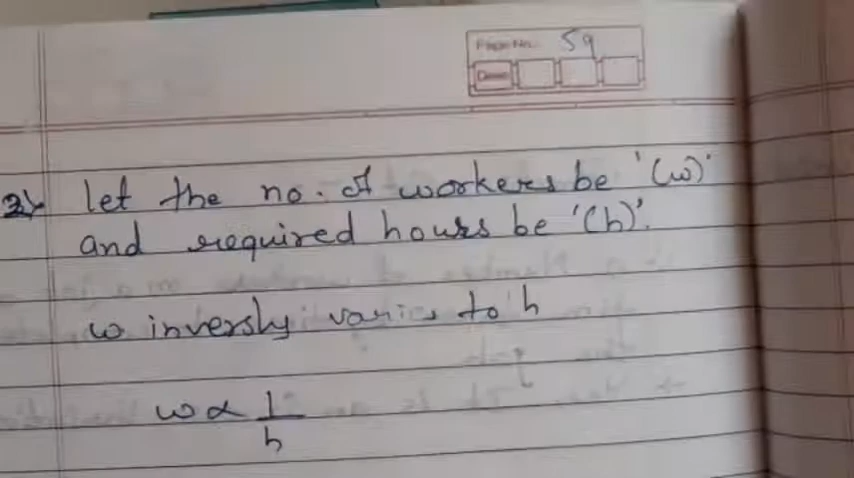 Page No. 59
Date
2) let the no. of workers be '(w)'
and required hours be '(h)'.
w inversly varies to h
w ∝ 1/h